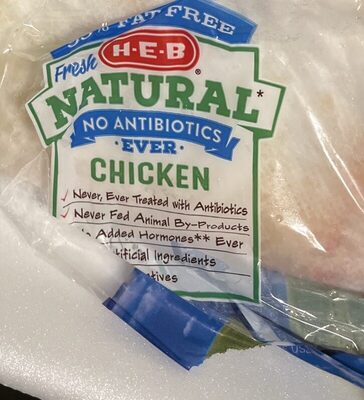 FAT FREE
H-E-B®
Fresh
NATURAL*
NO ANTIBIOTICS
·EVER·
CHICKEN
✓ Never, Ever Treated with Antibiotics
✓ Never Fed Animal By-Products
Added Hormones** Ever
tificial Ingredients
atives